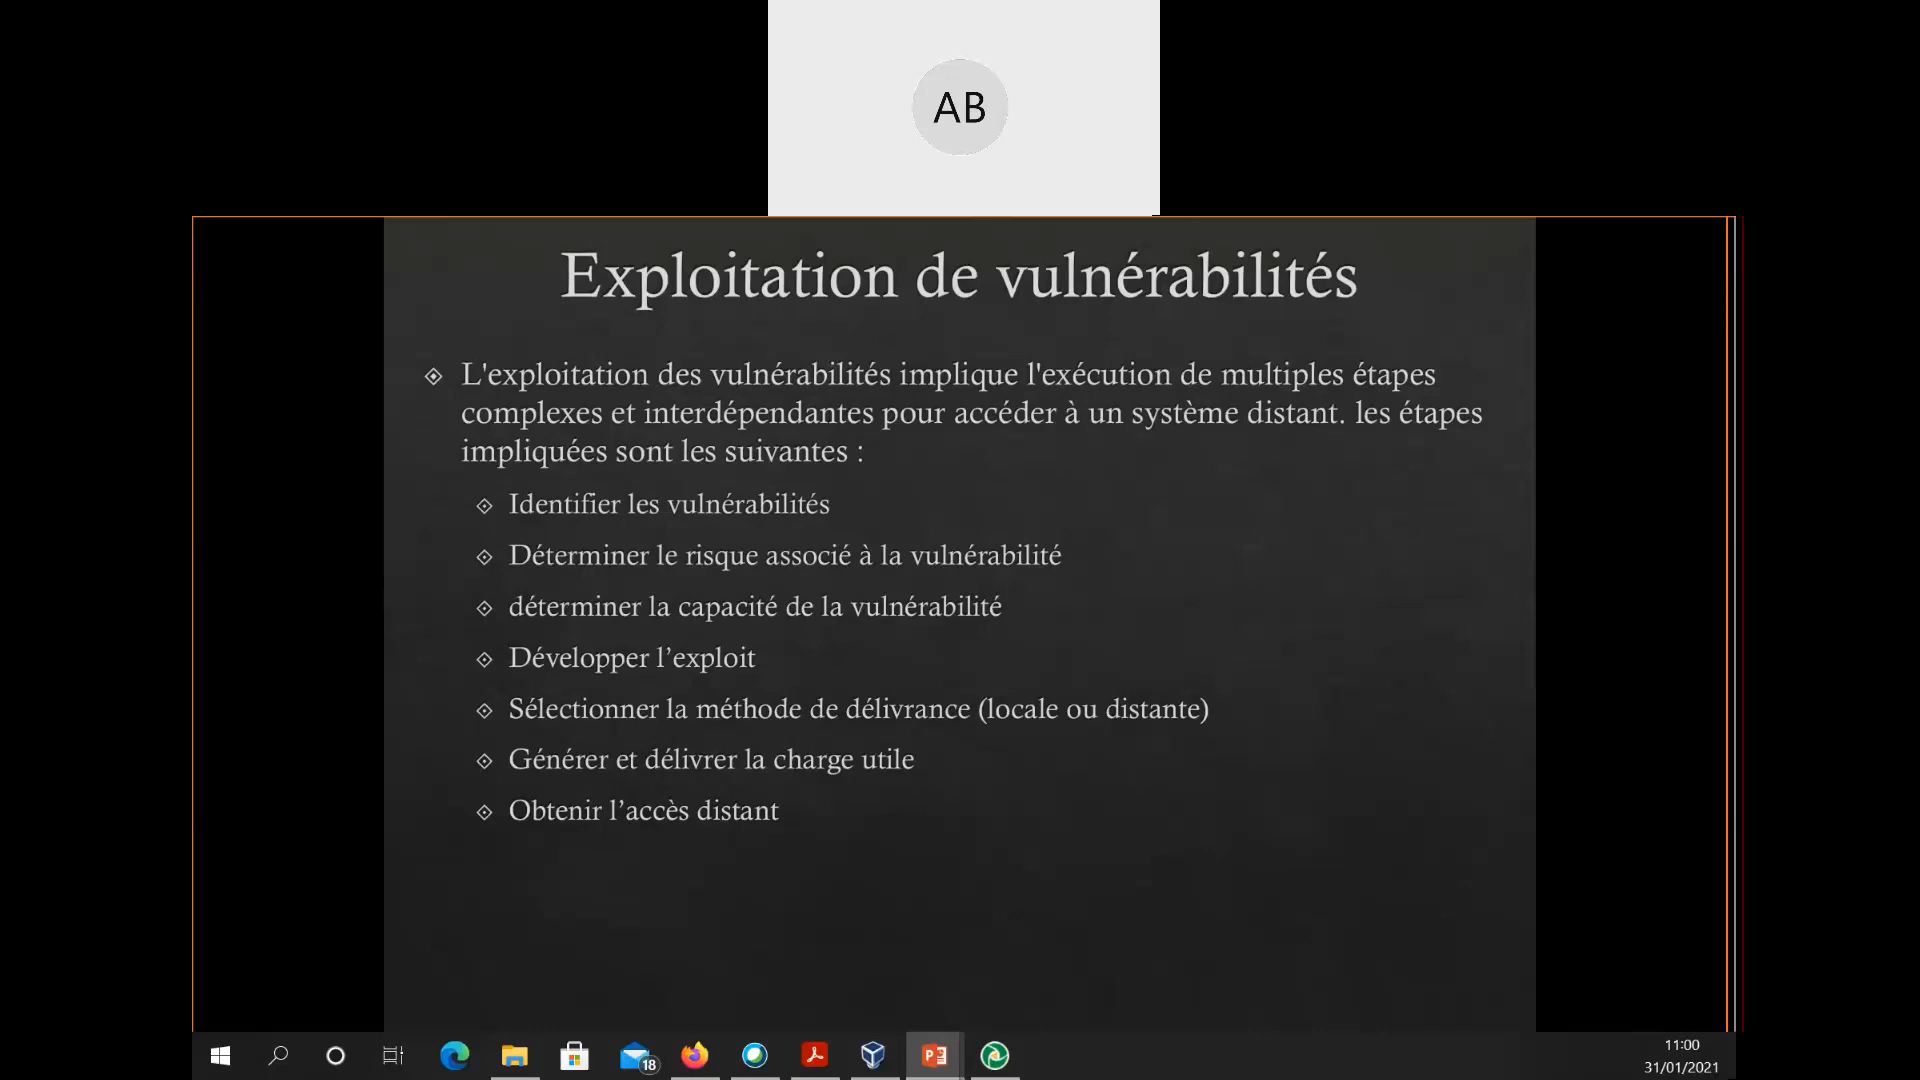 AB
Exploitation de vulnérabilités
L'exploitation des vulnérabilités implique l'exécution de multiples étapes
complexes et interdépendantes pour accéder à un système distant. les étapes
impliquées sont les suivantes :
Identifier les vulnérabilités
Déterminer le risque associé à la vulnérabilité
déterminer la capacité de la vulnérabilité
Développer l’exploit
Sélectionner la méthode de délivrance (locale ou distante)
Générer et délivrer la charge utile
Obtenir l’accès distant
18
11:00
31/01/2021